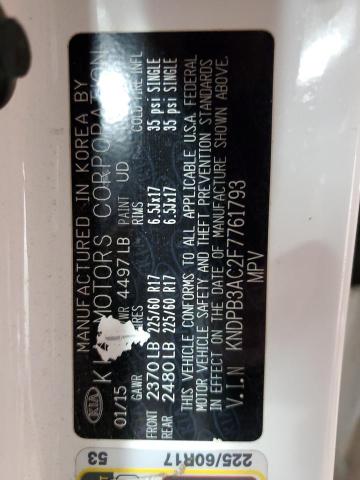 MANUFACTURED IN KOREA BY
KIA MOTORS CORPORATION
01/15 4497 LB PAINT UD
GAWR RIMS COLD TIRE INFL
FRONT 2370 LB 225/60 R17 6.5Jx17 35 psi SINGLE
REAR 2480 LB 225/60 R17 6.5Jx17 35 psi SINGLE
THIS VEHICLE CONFORMS TO ALL APPLICABLE U.S.A. FEDERAL
MOTOR VEHICLE SAFETY AND THEFT PREVENTION STANDARDS
IN EFFECT ON THE DATE OF MANUFACTURE SHOWN ABOVE.
V.I.N KNDPB3AC2F7761793
MPV
53 225/60R17